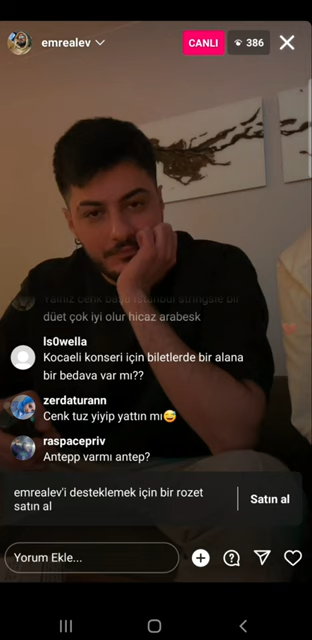 emrealev
CANLI
386
Yalnız cenk baba istanbul stringsle bir
düet çok iyi olur hicaz arabesk
ls0wella
Kocaeli konseri için biletlerde bir alana
bir bedava var mı??
zerdaturann
Cenk tuz yiyip yattın mı😅
raspacepriv
Antepp varmı antep?
emrealev'i desteklemek için bir rozet
satın al
Satın al
Yorum Ekle...